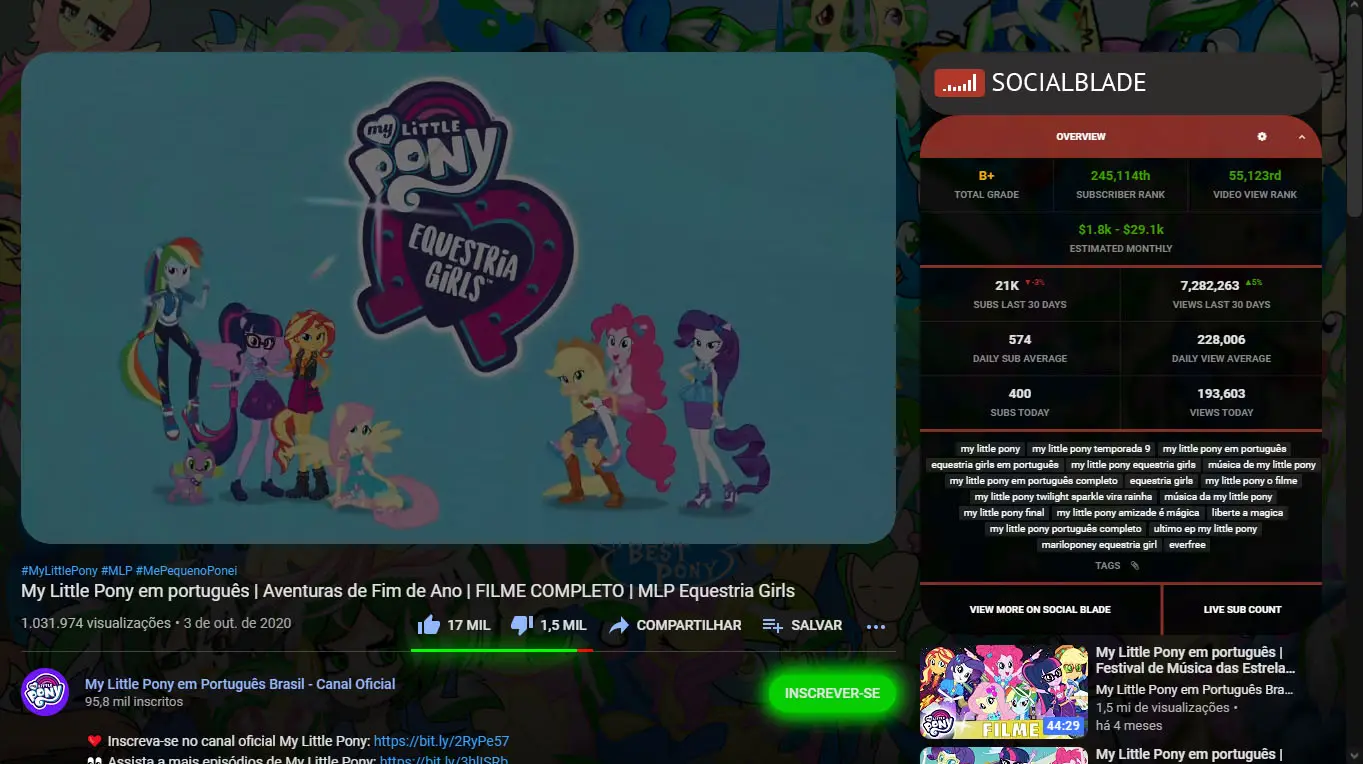 my LiTTLE
PONY
EQUESTRIA
GIRLS™
#MyLittlePony #MLP #MePequenoPonei
My Little Pony em português | Aventuras de Fim de Ano | FILME COMPLETO | MLP Equestria Girls
1.031.974 visualizações • 3 de out. de 2020
17 MIL
1,5 MIL
COMPARTILHAR
SALVAR
my LiTTLE
PONY
My Little Pony em Português Brasil - Canal Oficial
95,8 mil inscritos
INSCREVER-SE
Inscreva-se no canal oficial My Little Pony: https://bit.ly/2RyPe57
Assista a mais episódios de My Little Pony: https://bit.ly/3hlISRb
BEST
PONY
SOCIALBLADE
OVERVIEW
B+
TOTAL GRADE
245,114th
SUBSCRIBER RANK
55,123rd
VIDEO VIEW RANK
$1.8k - $29.1k
ESTIMATED MONTHLY
21K ▼-3%
SUBS LAST 30 DAYS
7,282,263 ▲5%
VIEWS LAST 30 DAYS
574
DAILY SUB AVERAGE
228,006
DAILY VIEW AVERAGE
400
SUBS TODAY
193,603
VIEWS TODAY
my little pony my little pony temporada 9 my little pony em português
equestria girls em português my little pony equestria girls música de my little pony
my little pony em português completo equestria girls my little pony o filme
my little pony twilight sparkle vira rainha música da my little pony
my little pony final my little pony amizade é mágica liberte a magica
my little pony português completo ultimo ep my little pony
mariloponey equestria girl everfree
TAGS
VIEW MORE ON SOCIAL BLADE
LIVE SUB COUNT
PONY
FILME
44:29
My Little Pony em português |
Festival de Música das Estrela...
My Little Pony em Português Bra...
1,5 mi de visualizações •
há 4 meses
My Little Pony em português |